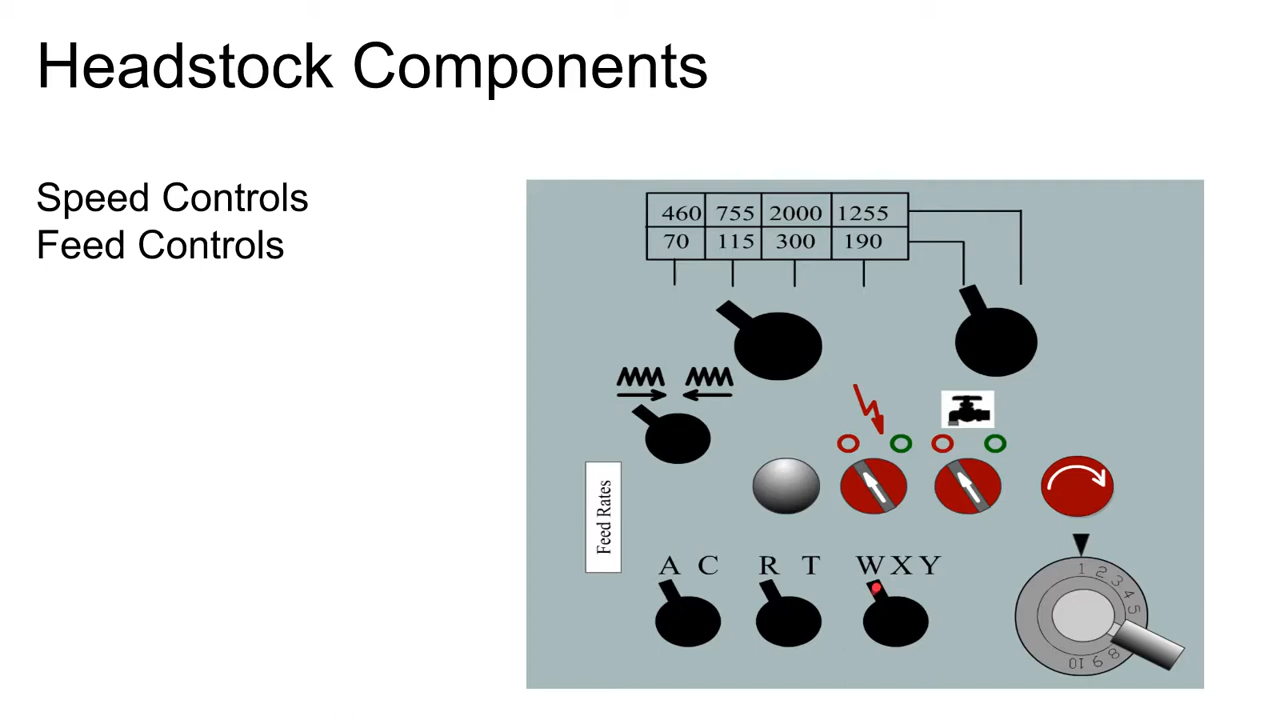 Headstock Components
Speed Controls
Feed Controls
460 755 2000 1255
70 115 300 190
Feed Rates
A C R T W X Y
1 2 3 4 5 8 9 10